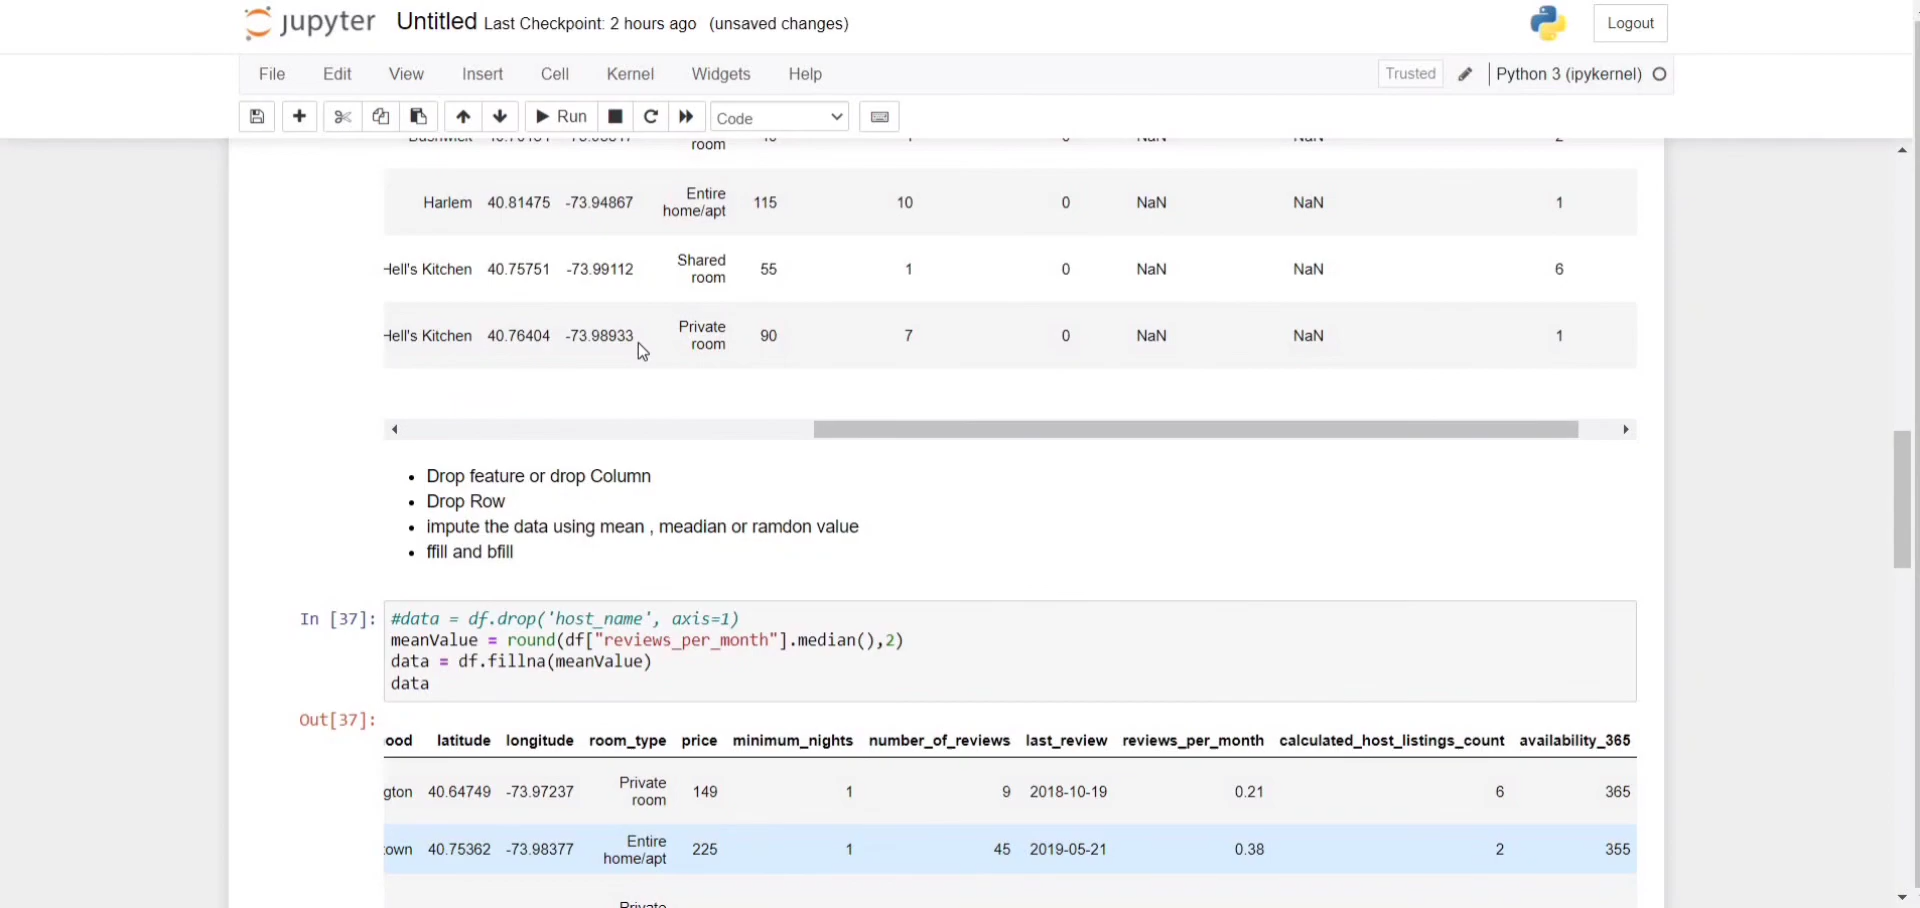 jupyter Untitled Last Checkpoint: 2 hours ago (unsaved changes) Logout
File Edit View Insert Cell Kernel Widgets Help Trusted Python 3 (ipykernel)
Run Code
room
Harlem 40.81475 -73.94867 Entire home/apt 115 10 0 NaN NaN 1
Hell's Kitchen 40.75751 -73.99112 Shared room 55 1 0 NaN NaN 6
Hell's Kitchen 40.76404 -73.98933 Private room 90 7 0 NaN NaN 1
Drop feature or drop Column
Drop Row
impute the data using mean , meadian or ramdon value
ffill and bfill
In [37]: #data = df.drop('host_name', axis=1)
meanValue = round(df["reviews_per_month"].median(),2)
data = df.fillna(meanValue)
data
Out[37]:
ood latitude longitude room_type price minimum_nights number_of_reviews last_review reviews_per_month calculated_host_listings_count availability_365
gton 40.64749 -73.97237 Private room 149 1 9 2018-10-19 0.21 6 365
town 40.75362 -73.98377 Entire home/apt 225 1 45 2019-05-21 0.38 2 355
Private